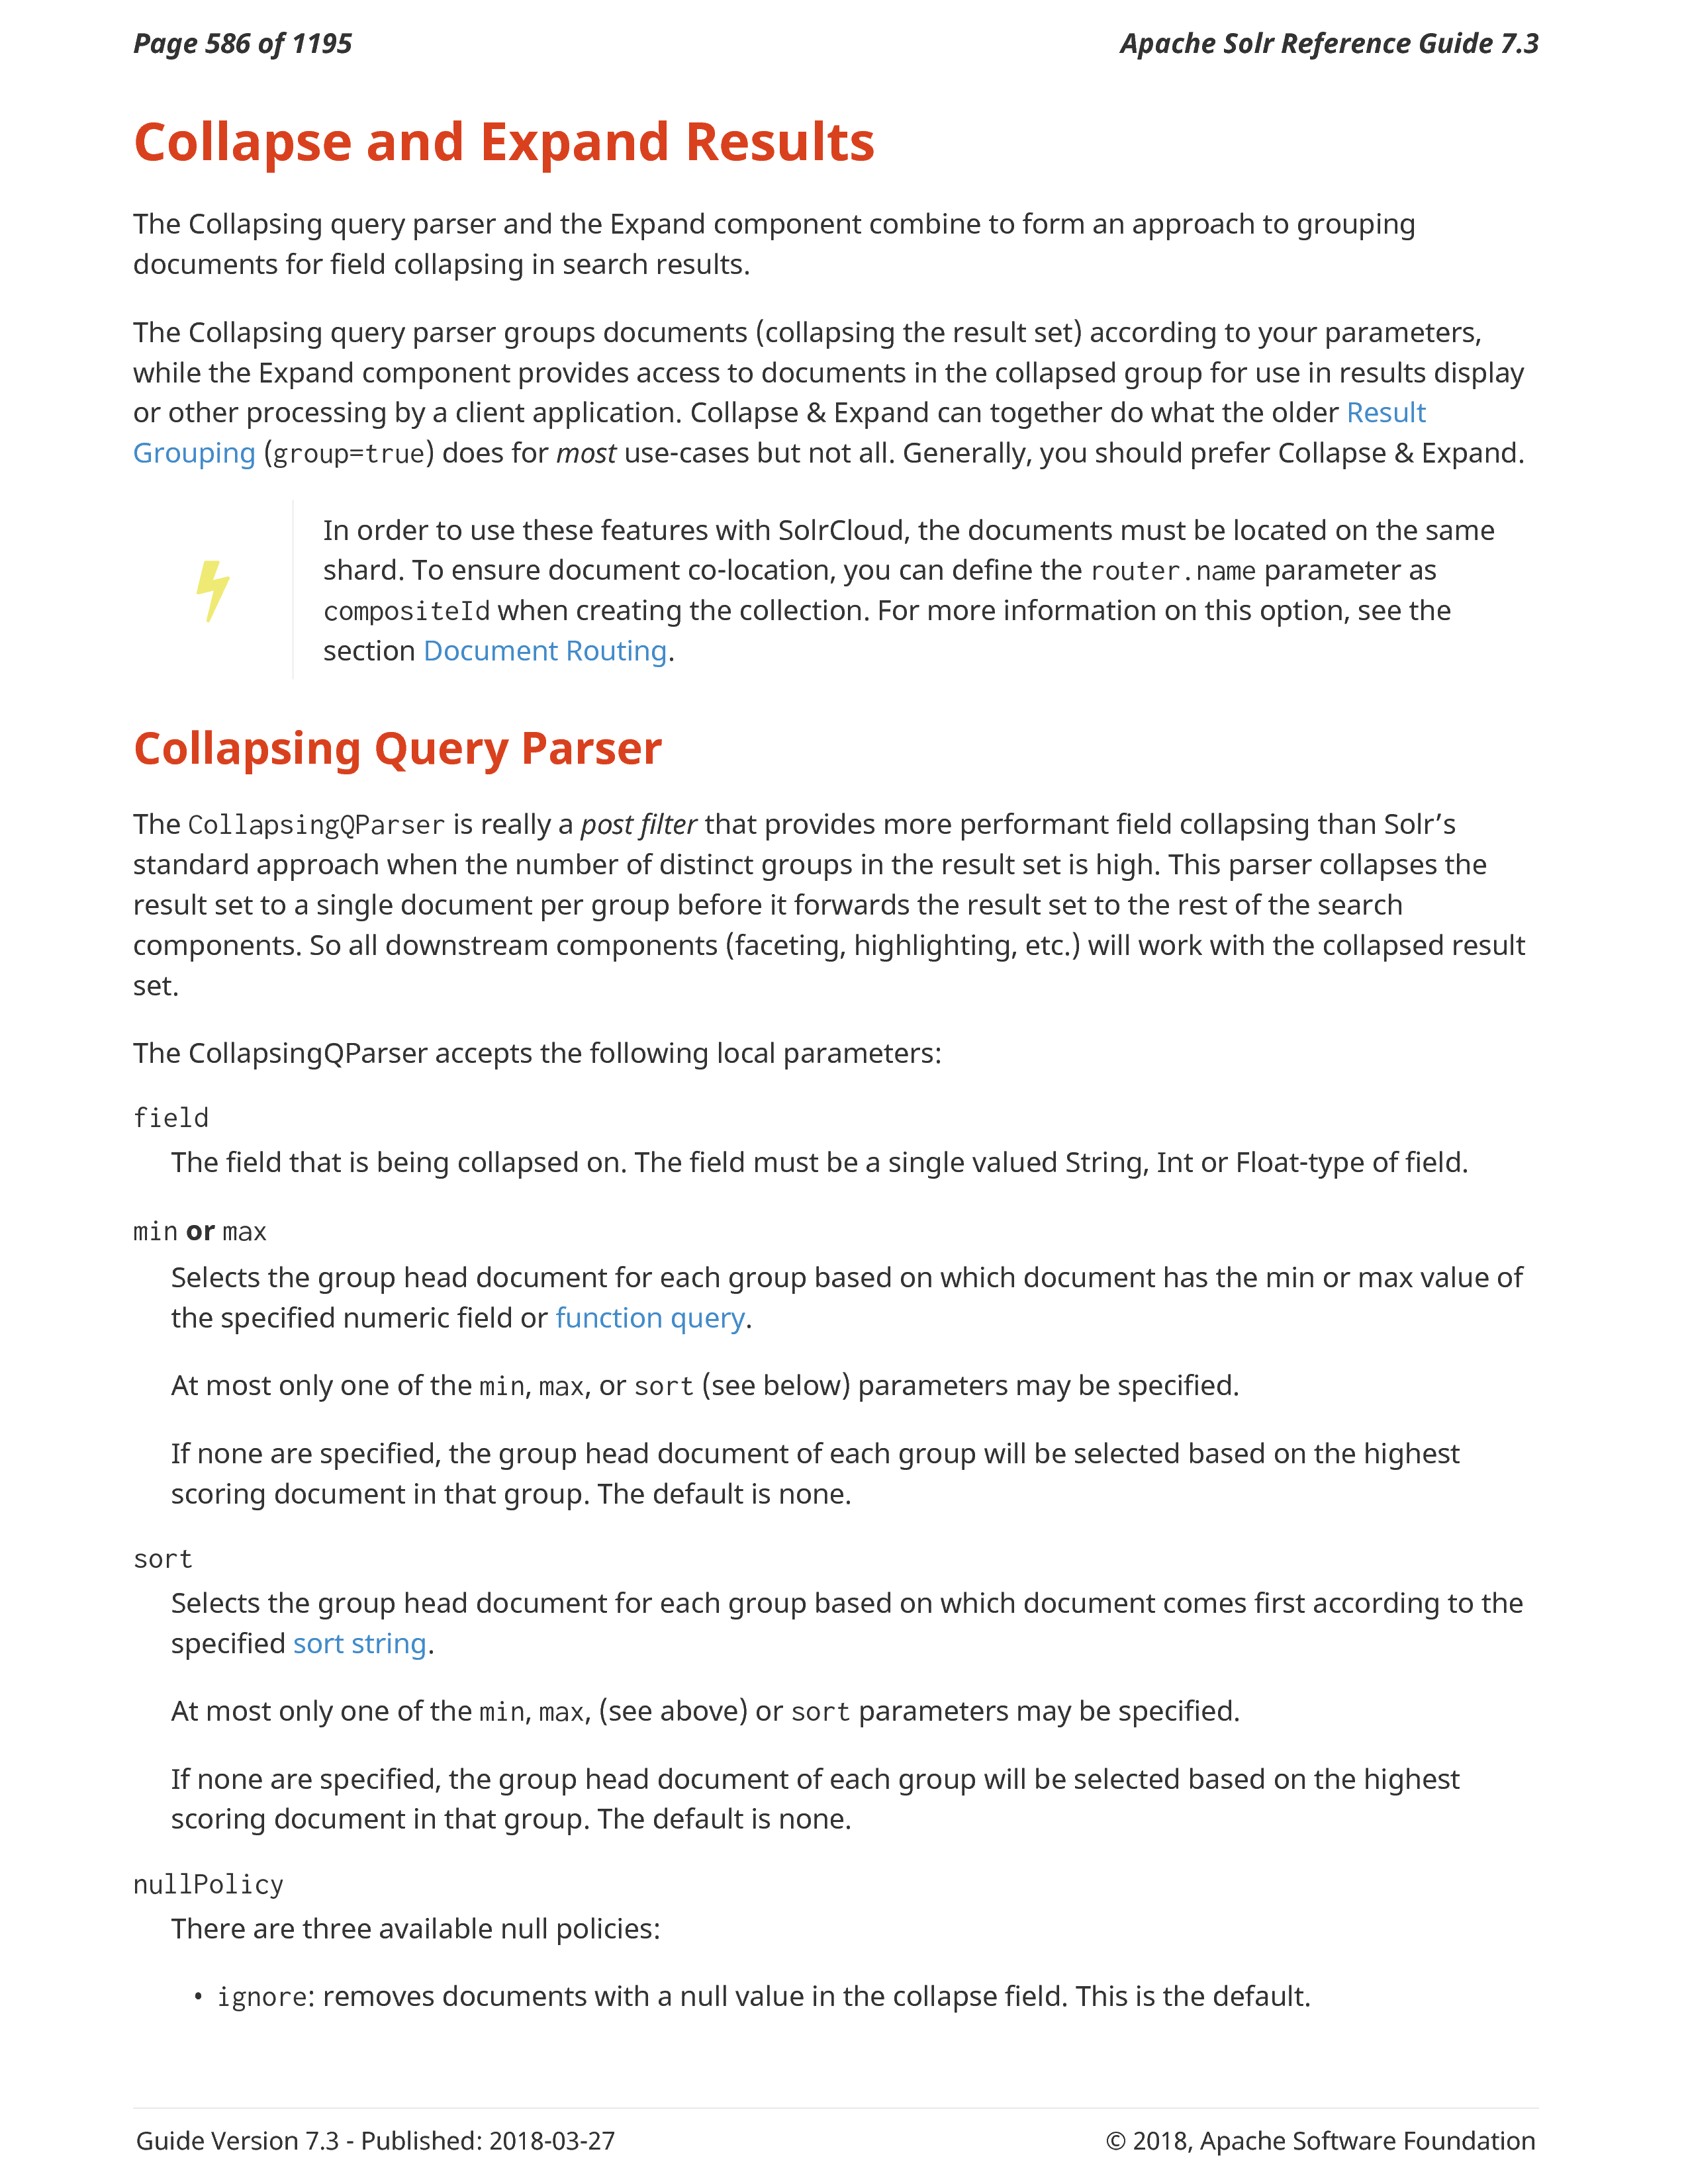 Page 586 of 1195
Apache Solr Reference Guide 7.3
Collapse and Expand Results
The Collapsing query parser and the Expand component combine to form an approach to grouping
documents for field collapsing in search results.
The Collapsing query parser groups documents (collapsing the result set) according to your parameters,
while the Expand component provides access to documents in the collapsed group for use in results display
or other processing by a client application. Collapse & Expand can together do what the older Result
Grouping (group=true) does for most use-cases but not all. Generally, you should prefer Collapse & Expand.
In order to use these features with SolrCloud, the documents must be located on the same
shard. To ensure document co-location, you can define the router.name parameter as
compositeId when creating the collection. For more information on this option, see the
section Document Routing.
Collapsing Query Parser
The CollapsingQParser is really a post filter that provides more performant field collapsing than Solr’s
standard approach when the number of distinct groups in the result set is high. This parser collapses the
result set to a single document per group before it forwards the result set to the rest of the search
components. So all downstream components (faceting, highlighting, etc.) will work with the collapsed result
set.
The CollapsingQParser accepts the following local parameters:
field
The field that is being collapsed on. The field must be a single valued String, Int or Float-type of field.
min or max
Selects the group head document for each group based on which document has the min or max value of
the specified numeric field or function query.
At most only one of the min, max, or sort (see below) parameters may be specified.
If none are specified, the group head document of each group will be selected based on the highest
scoring document in that group. The default is none.
sort
Selects the group head document for each group based on which document comes first according to the
specified sort string.
At most only one of the min, max, (see above) or sort parameters may be specified.
If none are specified, the group head document of each group will be selected based on the highest
scoring document in that group. The default is none.
nullPolicy
There are three available null policies:
• ignore: removes documents with a null value in the collapse field. This is the default.
Guide Version 7.3 - Published: 2018-03-27
© 2018, Apache Software Foundation